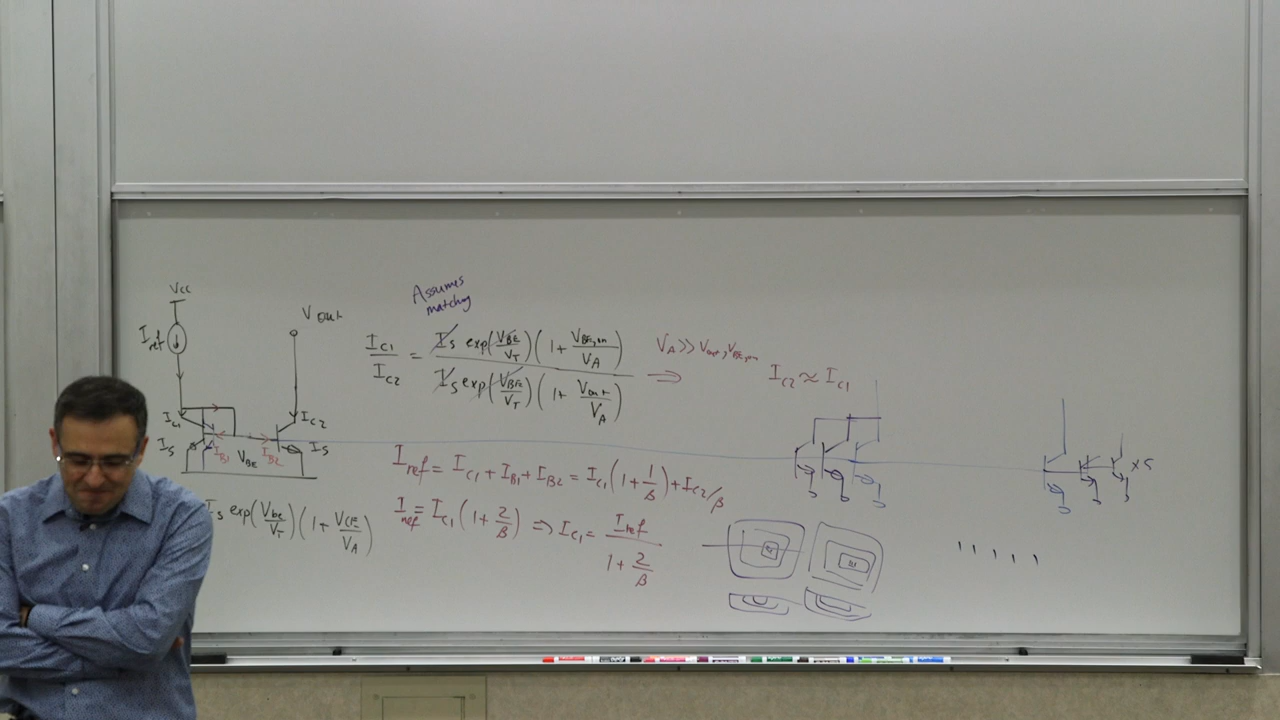 Vcc
Iref
Vout
IC1
IC2
IS
IS
IB1
VBE
IB2
Assumes
matching
IC1/IC2 = IS exp(VBE/VT)(1 + VBE,on/VA) / IS exp(VBE/VT)(1 + Vout/VA)
VA >> Vout, VBE,on
⇒ IC2 ≈ IC1
Iref = IC1 + IB1 + IB2 = IC1(1 + 1/β) + IC2/β
Iref = IC1(1 + 2/β) ⇒ IC1 = Iref / 1 + 2/β
Is exp(Vbe/VT)(1 + VCE/VA)
x5